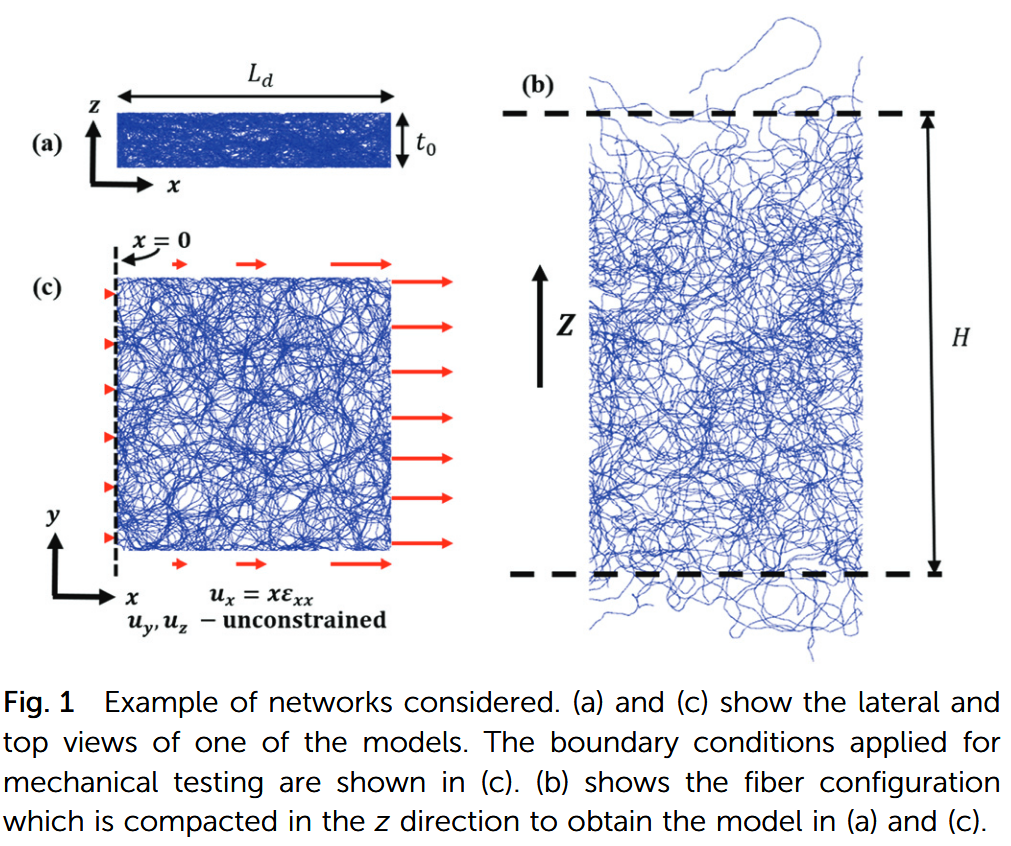 L_d
z
(a)
t_0
x
(b)
x = 0
(c)
Z
H
y
x
u_x = xε_xx
u_y, u_z − unconstrained
Fig. 1 Example of networks considered. (a) and (c) show the lateral and
top views of one of the models. The boundary conditions applied for
mechanical testing are shown in (c). (b) shows the fiber configuration
which is compacted in the z direction to obtain the model in (a) and (c).